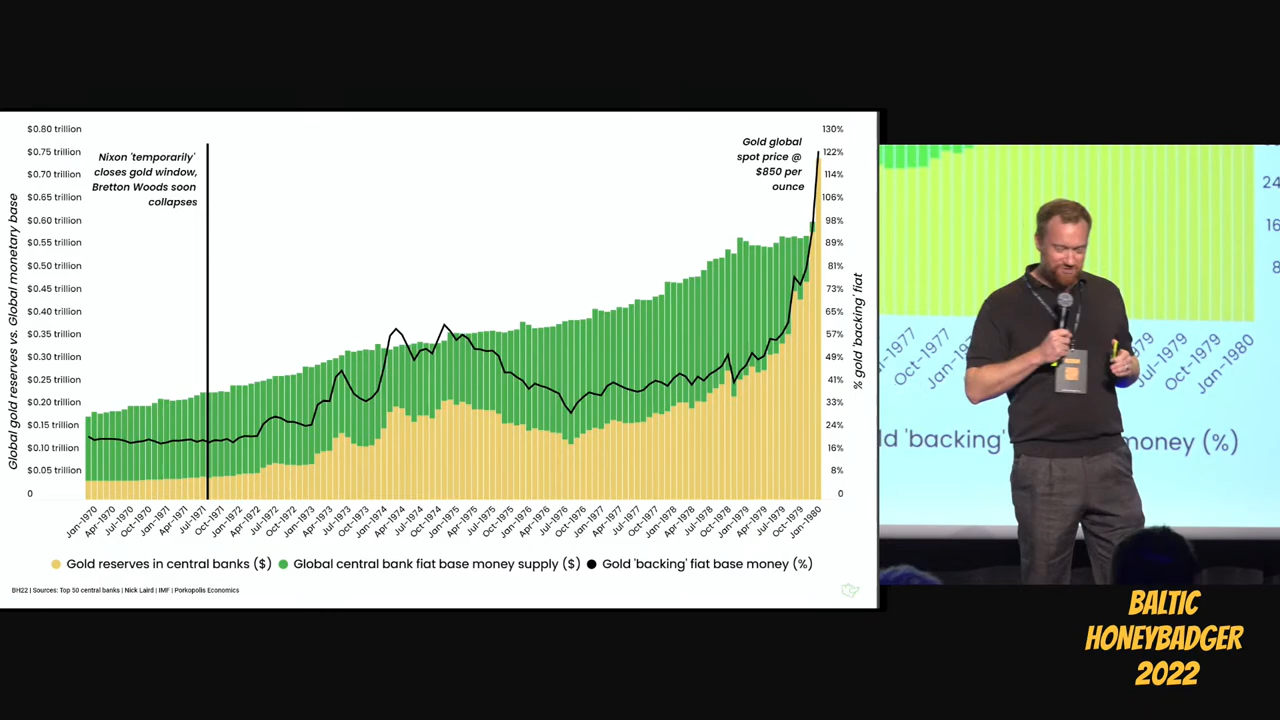 $0.80 trillion
$0.75 trillion
$0.70 trillion
$0.65 trillion
$0.60 trillion
$0.55 trillion
$0.50 trillion
$0.45 trillion
$0.40 trillion
$0.35 trillion
$0.30 trillion
$0.25 trillion
$0.20 trillion
$0.15 trillion
$0.10 trillion
$0.05 trillion
0
Global gold reserves vs. Global monetary base
Nixon 'temporarily'
closes gold window,
Bretton Woods soon
collapses
Gold global
spot price @
$850 per
ounce
130%
122%
114%
106%
98%
89%
81%
73%
65%
57%
49%
41%
33%
24%
16%
8%
0
% gold 'backing' fiat
Jan-1970
Apr-1970
Jul-1970
Oct-1970
Jan-1971
Apr-1971
Jul-1971
Oct-1971
Jan-1972
Apr-1972
Jul-1972
Oct-1972
Jan-1973
Apr-1973
Jul-1973
Oct-1973
Jan-1974
Apr-1974
Jul-1974
Oct-1974
Jan-1975
Apr-1975
Jul-1975
Oct-1975
Jan-1976
Apr-1976
Jul-1976
Oct-1976
Jan-1977
Apr-1977
Jul-1977
Oct-1977
Jan-1978
Apr-1978
Jul-1978
Oct-1978
Jan-1979
Apr-1979
Jul-1979
Oct-1979
Jan-1980
Gold reserves in central banks ($) Global central bank fiat base money supply ($) Gold 'backing' fiat base money (%)
BH22 | Sources: Top 50 central banks | Nick Laird | IMF | Porkopolis Economics
24
16
8
l-1977
Oct-1977
Jan-19
979
Jul-1979
Oct-1979
Jan-1980
ld 'backing' money (%)
BALTIC
HONEYBADGER
2022